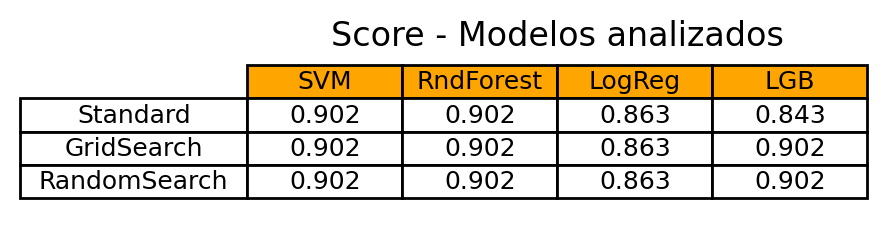 Score - Modelos analizados
SVM RndForest LogReg LGB
Standard 0.902 0.902 0.863 0.843
GridSearch 0.902 0.902 0.863 0.902
RandomSearch 0.902 0.902 0.863 0.902